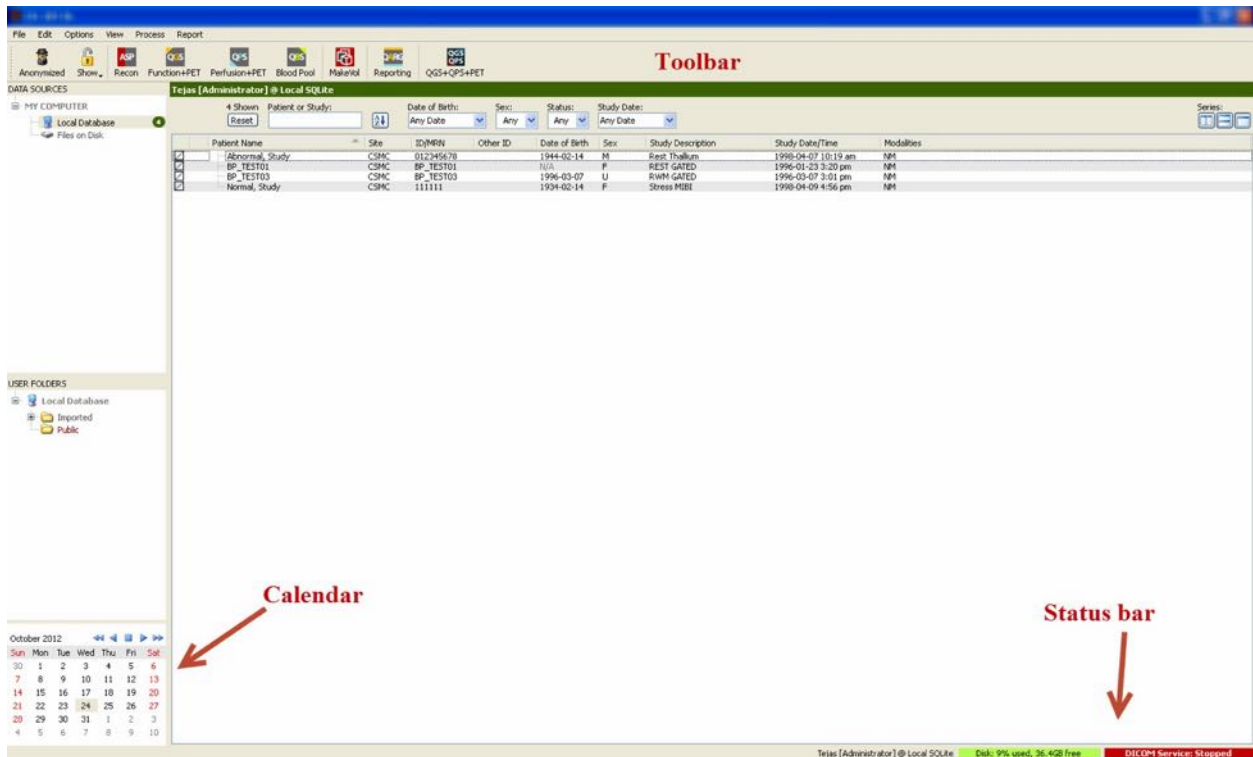 File Edit Options View Process Report
ASP QGS QPS QBS QARG QGS QPS
Anonymized Show Recon Function+PET Perfusion+PET Blood Pool MakeVol Reporting QGS+QPS+PET
Toolbar
DATA SOURCES
Tejas [Administrator] @ Local SQLite
MY COMPUTER
Local Database 4
Files on Disk
4 Shown Patient or Study: Date of Birth: Sex: Status: Study Date: Series:
Reset Any Date Any Any Any Date
Patient Name Site ID/MRN Other ID Date of Birth Sex Study Description Study Date/Time Modalities
Abnormal, Study CSMC 012345678 1944-02-14 M Rest Thallium 1998-04-07 10:19 am NM
BP_TEST01 CSMC BP_TEST01 N/A F REST GATED 1996-01-23 3:20 pm NM
BP_TEST03 CSMC BP_TEST03 1996-03-07 U RWM GATED 1996-03-07 3:01 pm NM
Normal, Study CSMC 111111 1934-02-14 F Stress MIBI 1998-04-09 4:56 pm NM
USER FOLDERS
Local Database
Imported
Public
Calendar
Status bar
October 2012
Sun Mon Tue Wed Thu Fri Sat
30 1 2 3 4 5 6
7 8 9 10 11 12 13
14 15 16 17 18 19 20
21 22 23 24 25 26 27
28 29 30 31 1 2 3
4 5 6 7 8 9 10
Tejas [Administrator] @ Local SQLite Disk: 9% used, 36.4GB free DICOM Service: Stopped